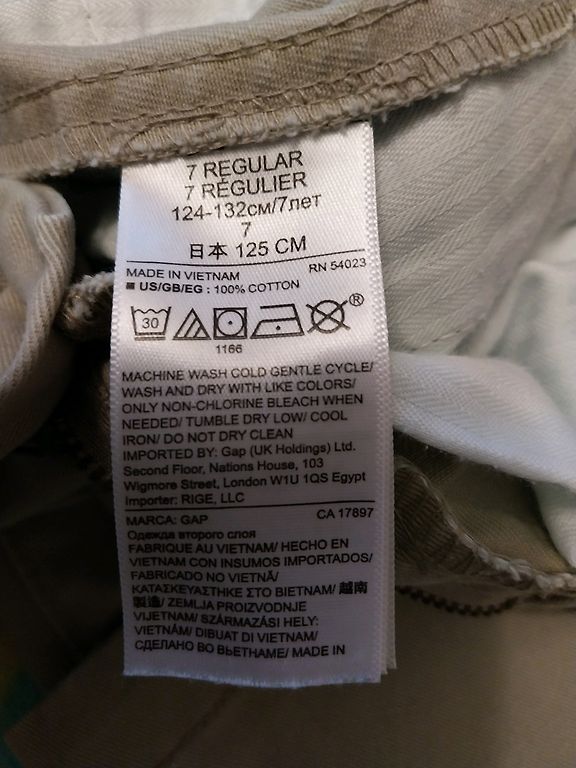 7 REGULAR
7 RÉGULIER
124-132см/7лет
7
日本 125 CM
MADE IN VIETNAM RN 54023
US/GB/EG : 100% COTTON
30 ®
1166
MACHINE WASH COLD GENTLE CYCLE/
WASH AND DRY WITH LIKE COLORS/
ONLY NON-CHLORINE BLEACH WHEN
NEEDED/ TUMBLE DRY LOW/ COOL
IRON/ DO NOT DRY CLEAN
IMPORTED BY: Gap (UK Holdings) Ltd.
Second Floor, Nations House, 103
Wigmore Street, London W1U 1QS Egypt
Importer: RIGE, LLC
MARCA: GAP CA 17897
Одежда второго слоя
FABRIQUE AU VIETNAM/ HECHO EN
VIETNAM CON INSUMOS IMPORTADOS/
FABRICADO NO VIETNÃ/
ΚΑΤΑΣΚΕΥΑΣΤΗΚΕ ΣΤΟ ΒΙΕΤΝΑΜ/ 越南
製造/ ZEMLJA PROIZVODNJE
VIJETNAM/ SZÁRMAZÁSI HELY:
VIETNÁM/ DIBUAT DI VIETNAM/
СДЕЛАНО ВО ВЬЕТНАМЕ/ MADE IN